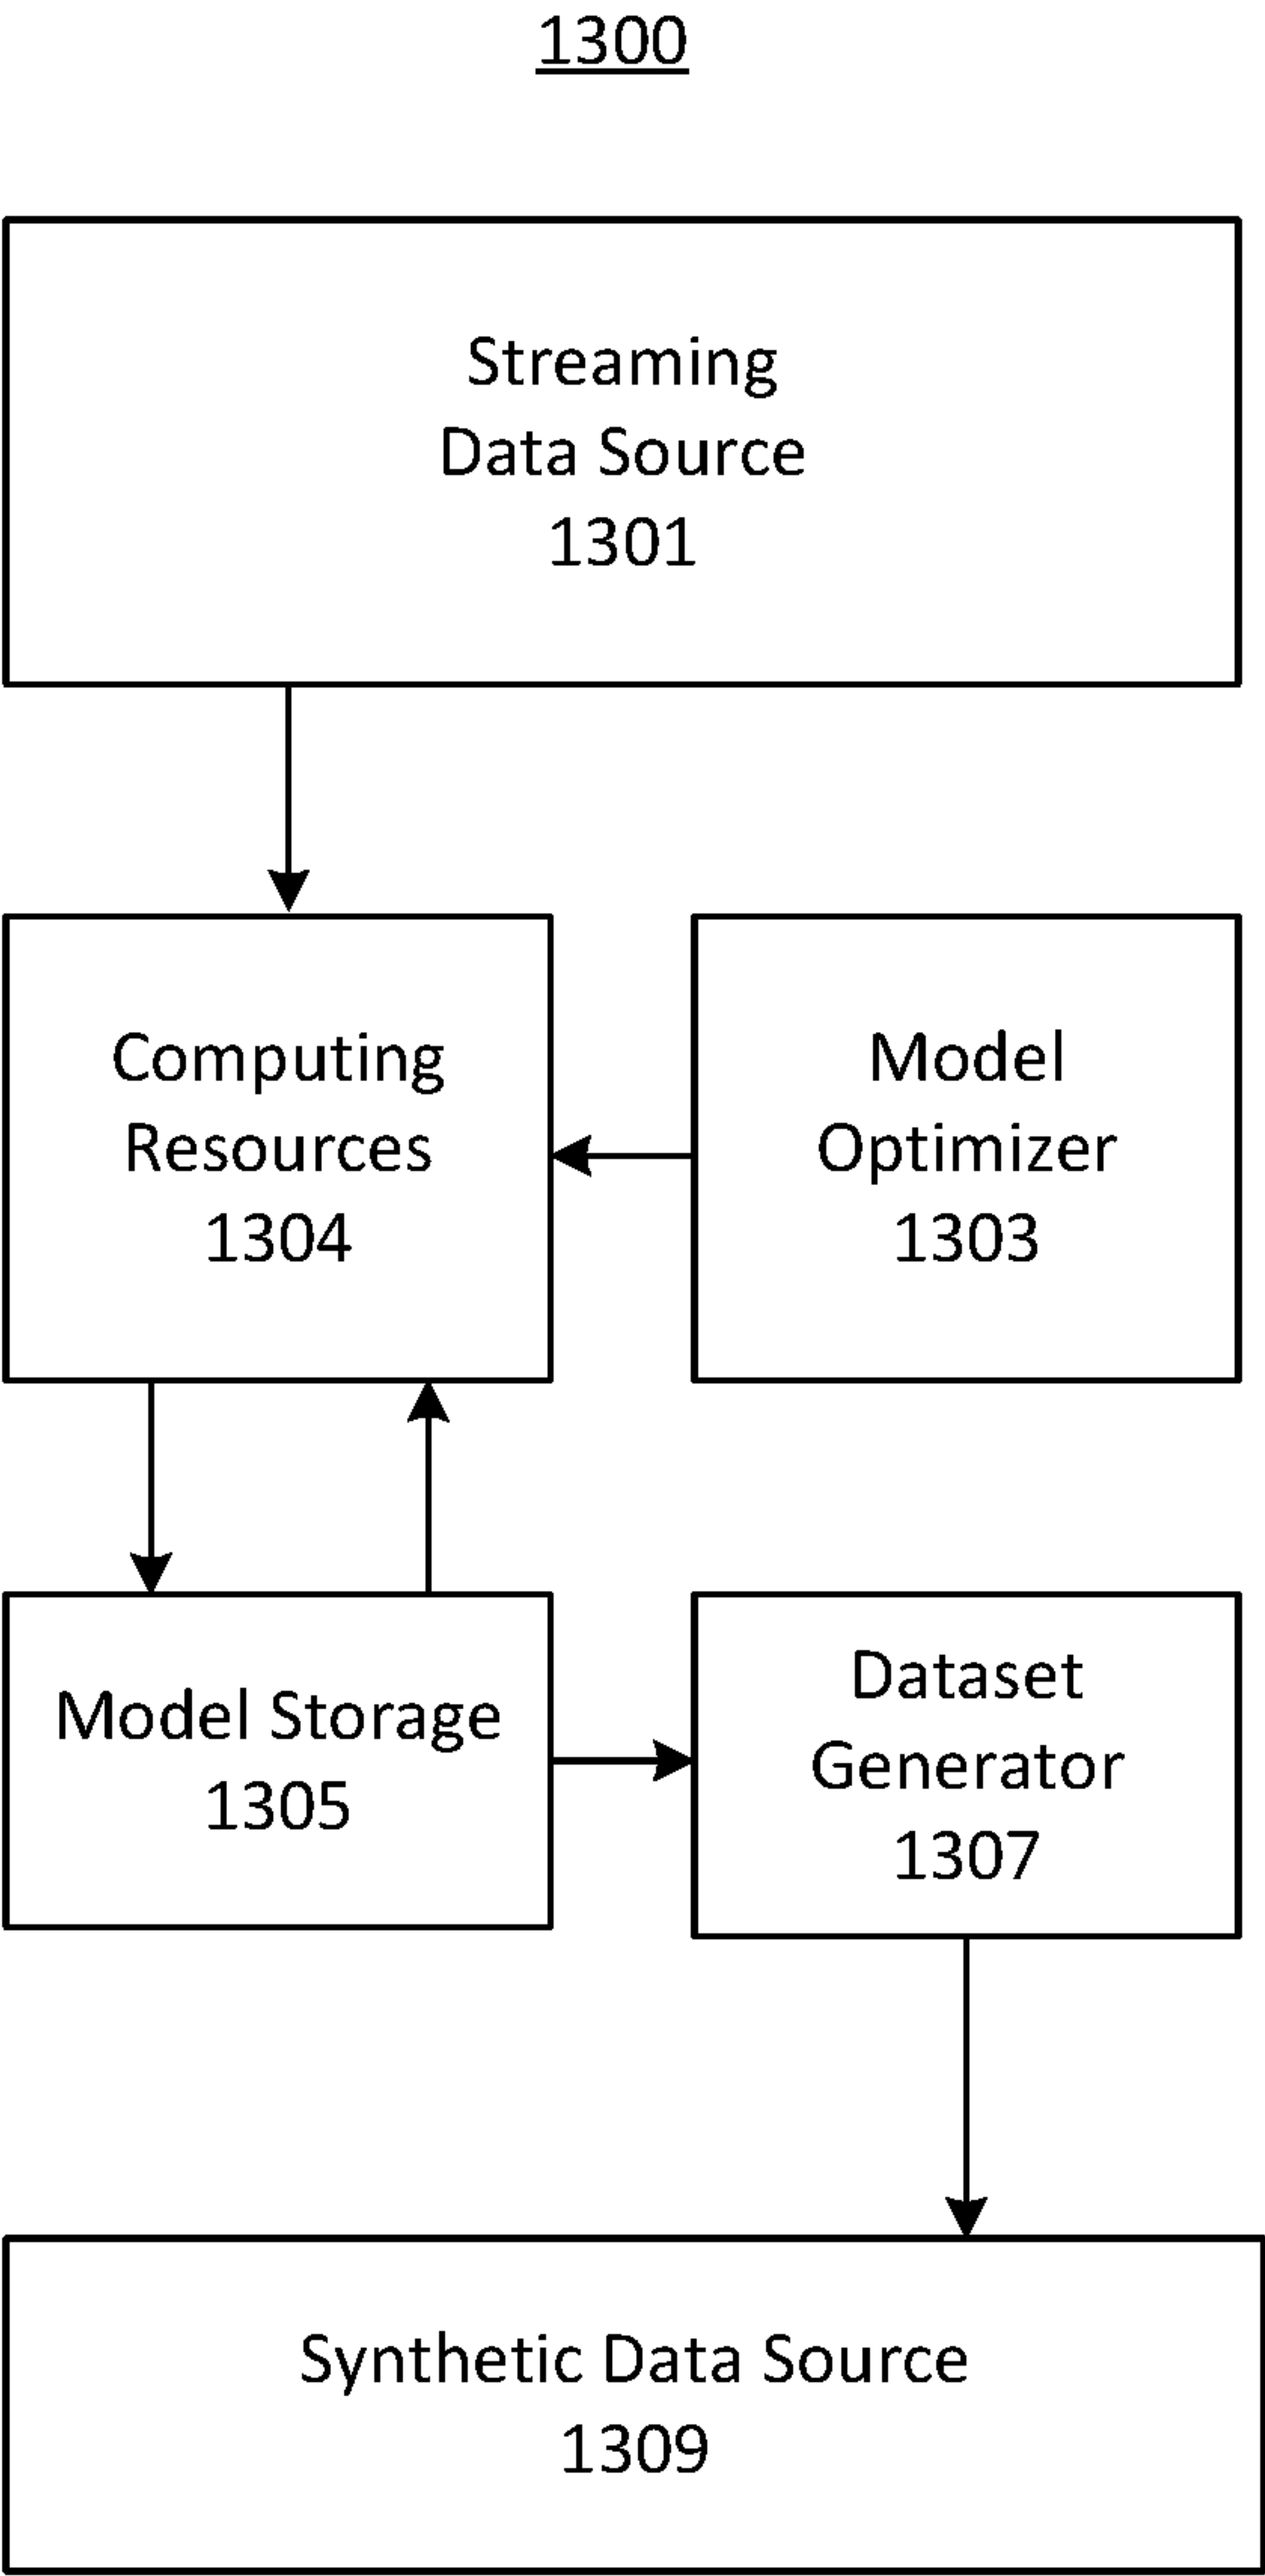 1300
Streaming
Data Source
1301
Computing
Resources
1304
Model
Optimizer
1303
Model Storage
1305
Dataset
Generator
1307
Synthetic Data Source
1309